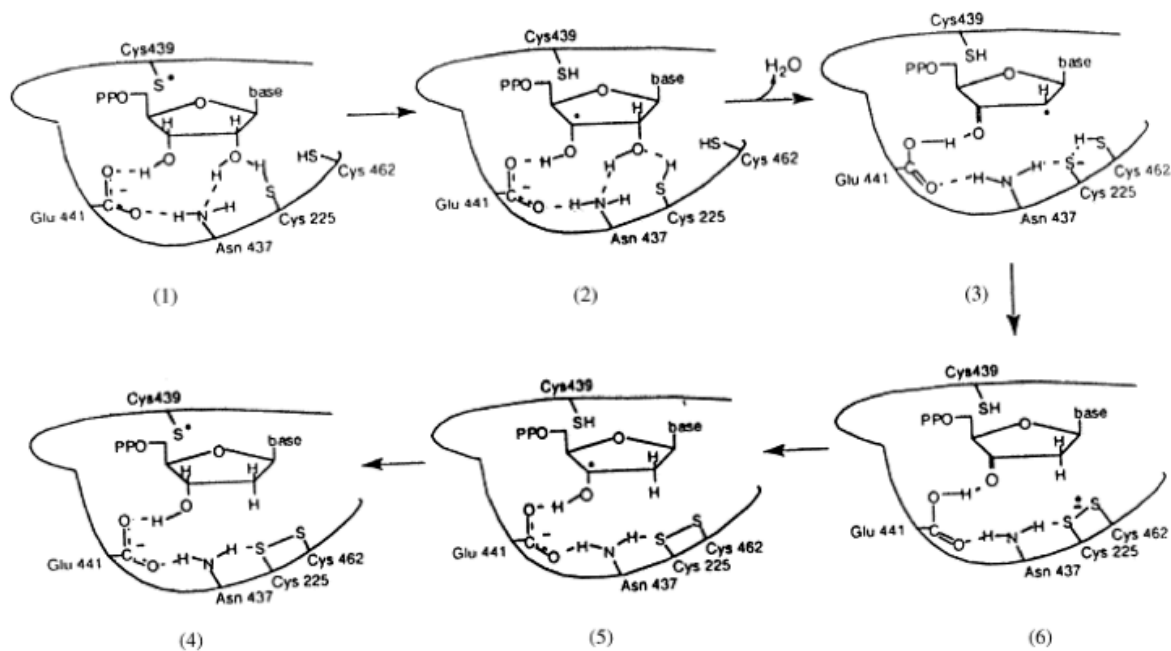 Cys439
S•
PPO
O
base
H
H
O
H
O
H
O
C
−
O
H
N
H
H
S
HS
Cys 462
Glu 441
Cys 225
Asn 437
(1)
Cys439
SH
PPO
O
base
H
•
O
H
O
H
O
C
−
O
H
N
H
H
S
HS
Cys 462
Glu 441
Cys 225
Asn 437
(2)
H₂O
Cys439
SH
PPO
O
base
H
•
O
H
O
C
O
H
N
H
S
−
H
S
Glu 441
Cys 462
Cys 225
Asn 437
(3)
Cys439
S•
PPO
O
base
H
H
H
O
H
O
C
−
O
H
N
H
S
S
Glu 441
Cys 462
Cys 225
Asn 437
(4)
Cys439
SH
PPO
O
base
H
•
H
O
H
O
C
−
O
H
N
H
S
S
Glu 441
Cys 462
Cys 225
Asn 437
(5)
Cys439
SH
PPO
O
base
H
H
O
H
O
C
O
H
N
H
S
•
−
S
Glu 441
Cys 462
Cys 225
Asn 437
(6)